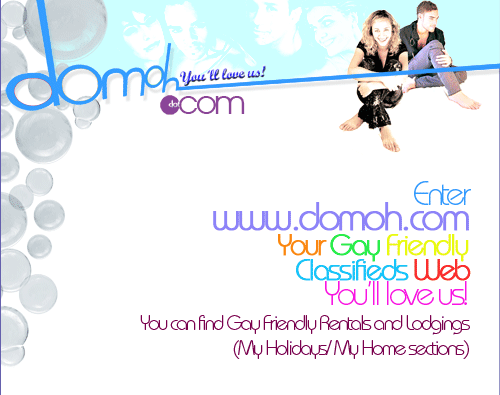 domoh You'll love us!
dot com
Enter
www.domoh.com
Your Gay Friendly
Classifieds Web
You'll love us!
You can find Gay Friendly Rentals and Lodgings
(My Holidays/ My Home sections)